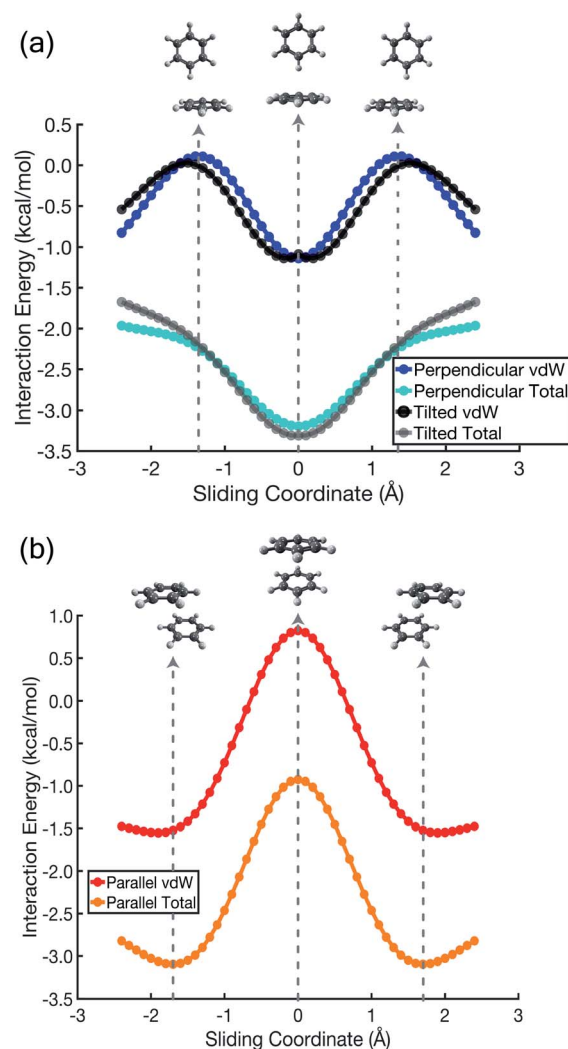 (a)
0.5
0.0
-0.5
-1.0
-1.5
-2.0
-2.5
-3.0
-3.5
Interaction Energy (kcal/mol)
Perpendicular vdW
Perpendicular Total
Tilted vdW
Tilted Total
-3 -2 -1 0 1 2 3
Sliding Coordinate (Å)
(b)
1.0
0.5
0.0
-0.5
-1.0
-1.5
-2.0
-2.5
-3.0
-3.5
Interaction Energy (kcal/mol)
Parallel vdW
Parallel Total
-3 -2 -1 0 1 2 3
Sliding Coordinate (Å)